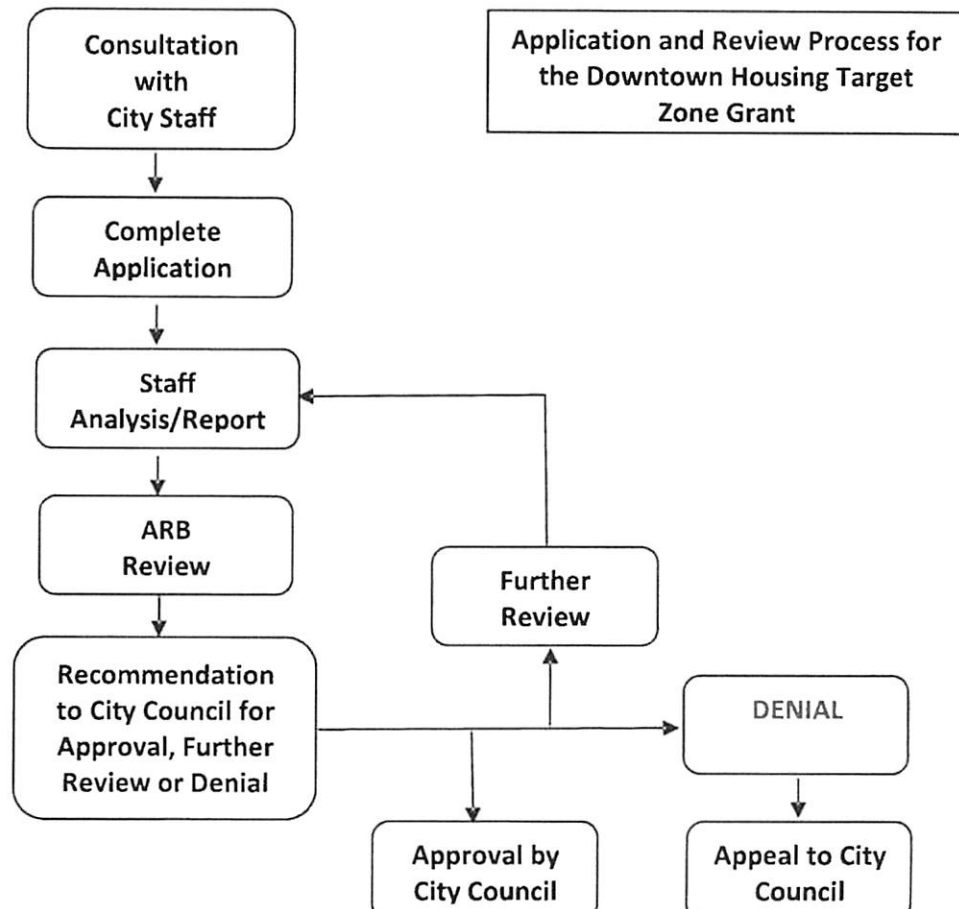 Consultation
with
City Staff
Application and Review Process for
the Downtown Housing Target
Zone Grant
Complete
Application
Staff
Analysis/Report
ARB
Review
Further
Review
Recommendation
to City Council for
Approval, Further
Review or Denial
DENIAL
Approval by
City Council
Appeal to City
Council